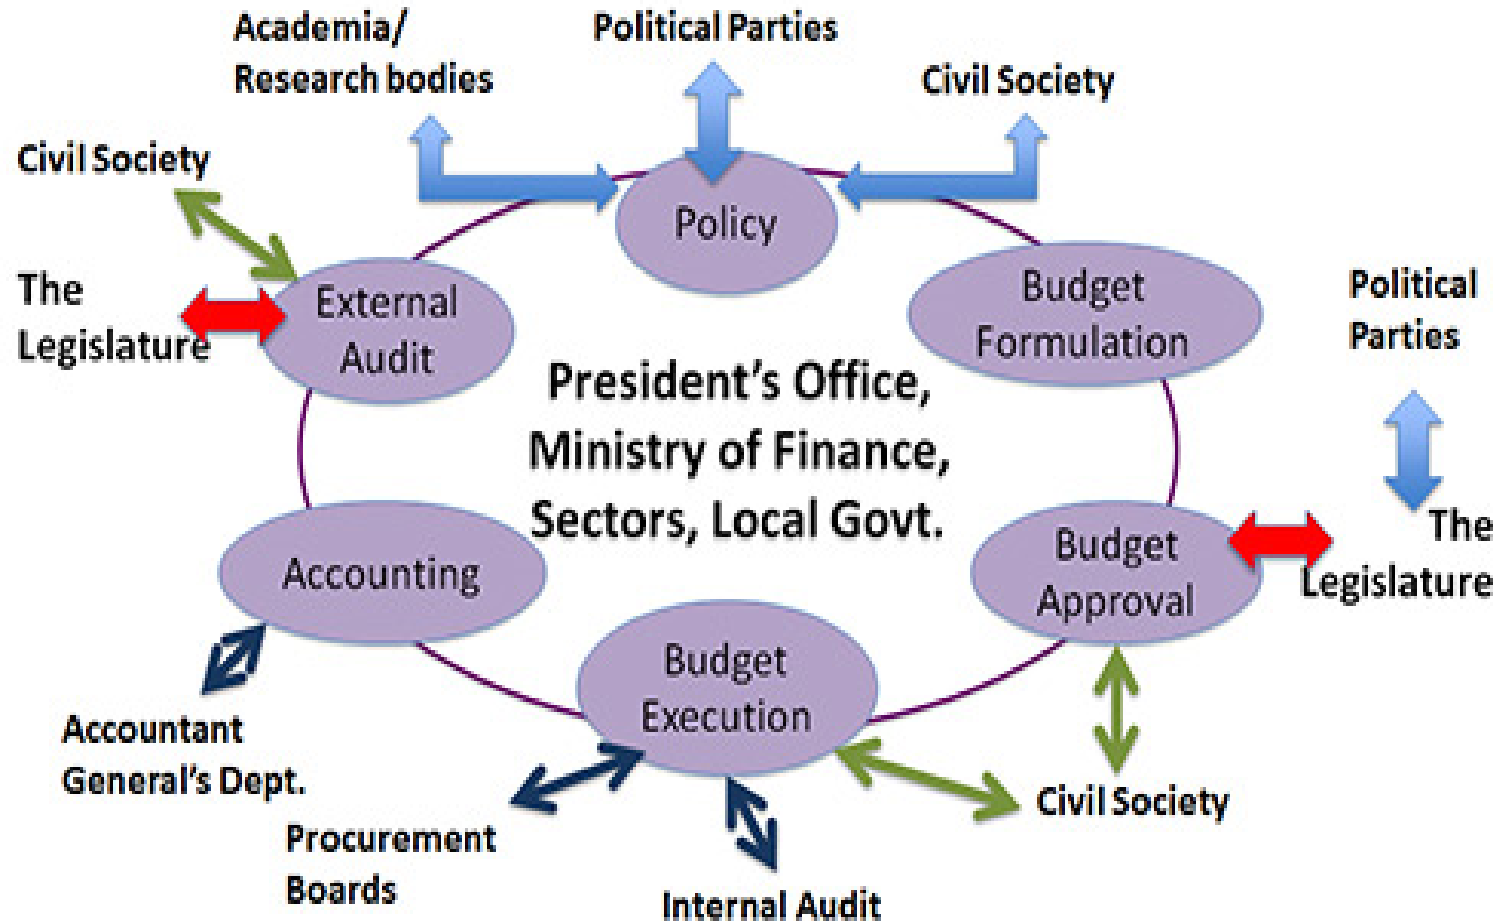 Academia/
Research bodies
Political Parties
Civil Society
Civil Society
Policy
The
Legislature
External
Audit
Budget
Formulation
Political
Parties
President's Office,
Ministry of Finance,
Sectors, Local Govt.
The
Legislature
Budget
Approval
Accounting
Budget
Execution
Accountant
General's Dept.
Procurement
Boards
Internal Audit
Civil Society